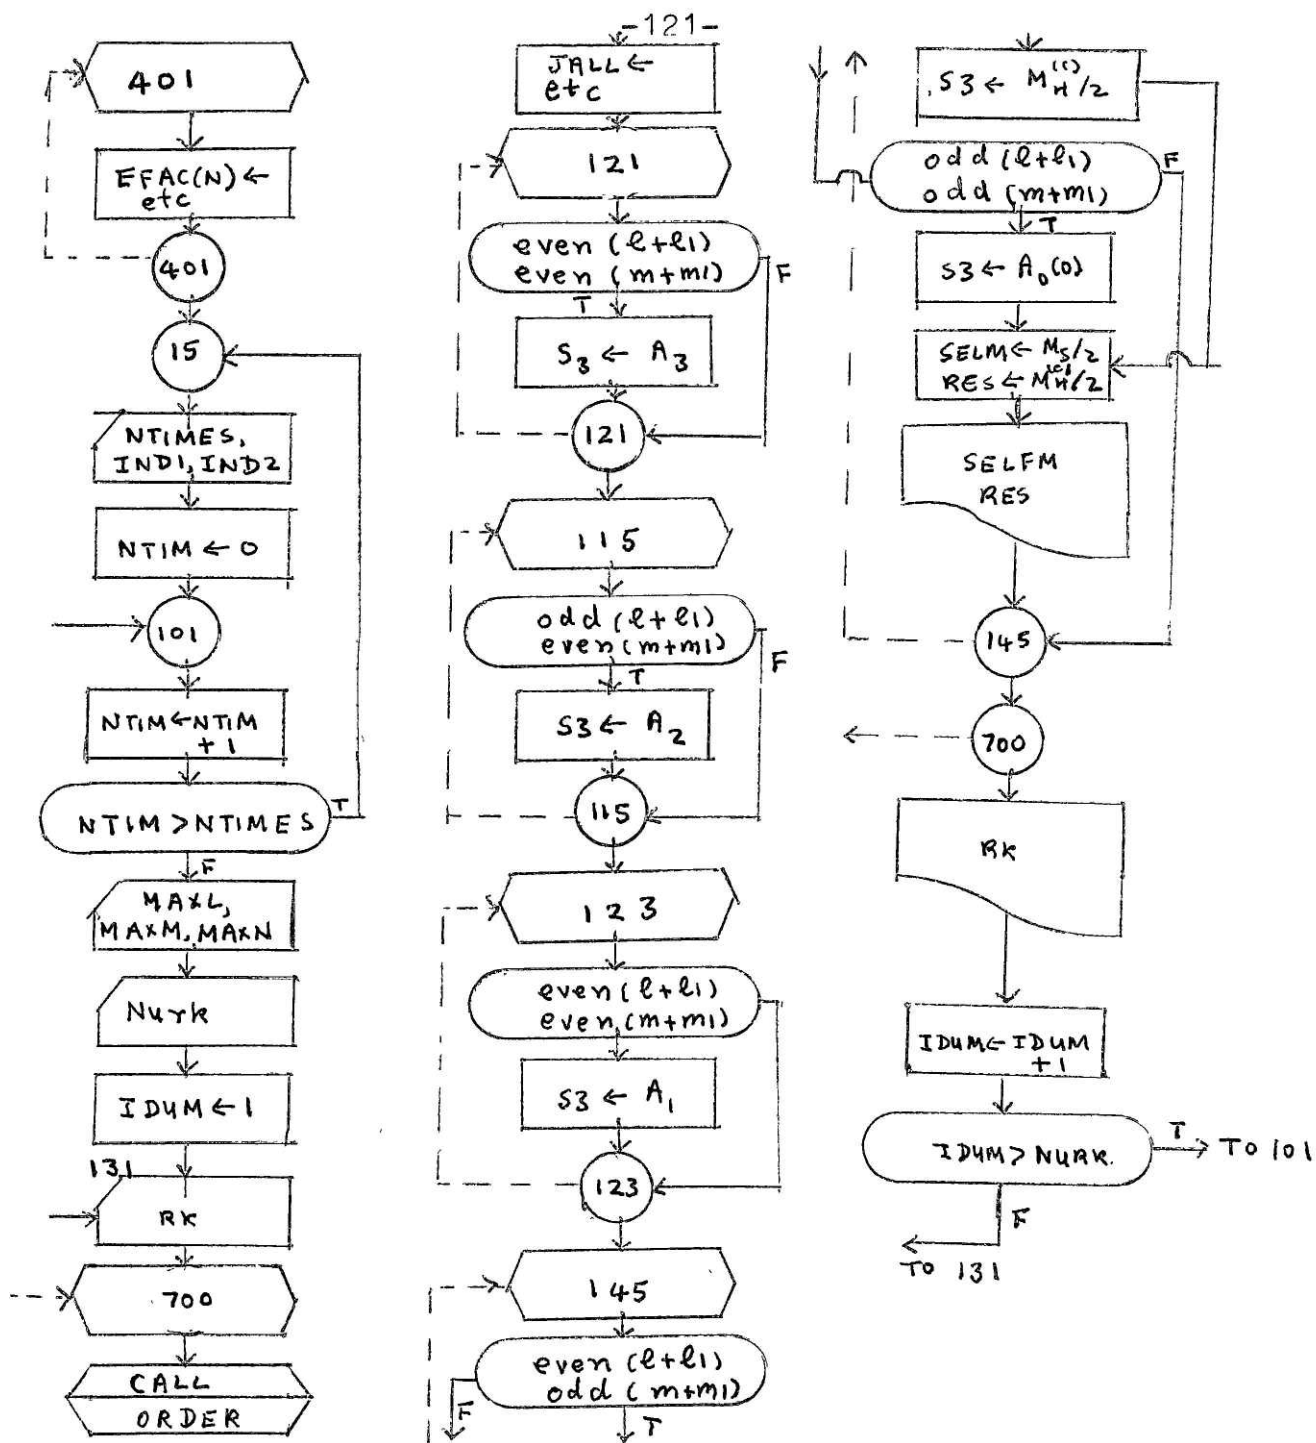 -121-
401
EFAC(N) ←
etc
401
15
NTIMES,
IND1, IND2
NTIM ← 0
101
NTIM ← NTIM
+ 1
NTIM > NTIMES
T
F
MAXL,
MAXM, MAXN
Nurk
IDUM ← 1
131
RK
700
CALL
ORDER
JALL ←
etc
121
even (l+l1)
even (m+m1)
F
T
S3 ← A3
121
115
odd (l+l1)
even (m+m1)
F
T
S3 ← A2
115
123
even (l+l1)
even (m+m1)
S3 ← A1
123
145
even (l+l1)
odd (m+m1)
F
T
S3 ← M_H^(c)/2
odd (l+l1)
odd (m+m1)
F
T
S3 ← A0(0)
SELM ← Ms/2
RES ← M_H^(c)/2
SELFM
RES
145
700
RK
IDUM ← IDUM
+ 1
IDUM > NURK.
T
TO 101
F
TO 131